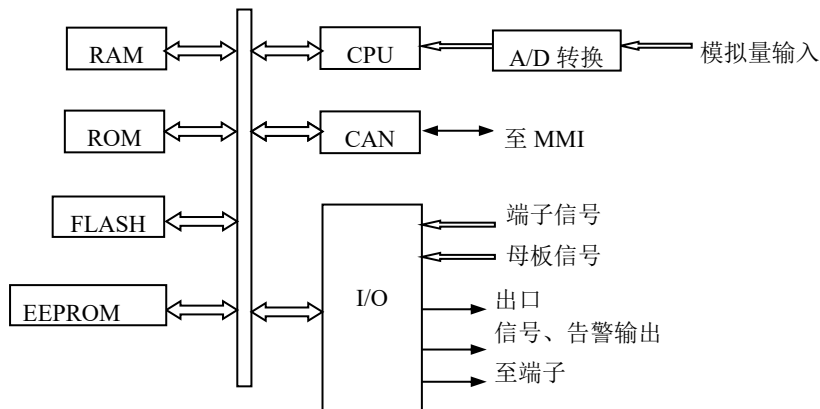 RAM
CPU
A/D 转换
模拟量输入
ROM
CAN
至 MMI
FLASH
端子信号
母板信号
EEPROM
I/O
出口
信号、告警输出
至端子